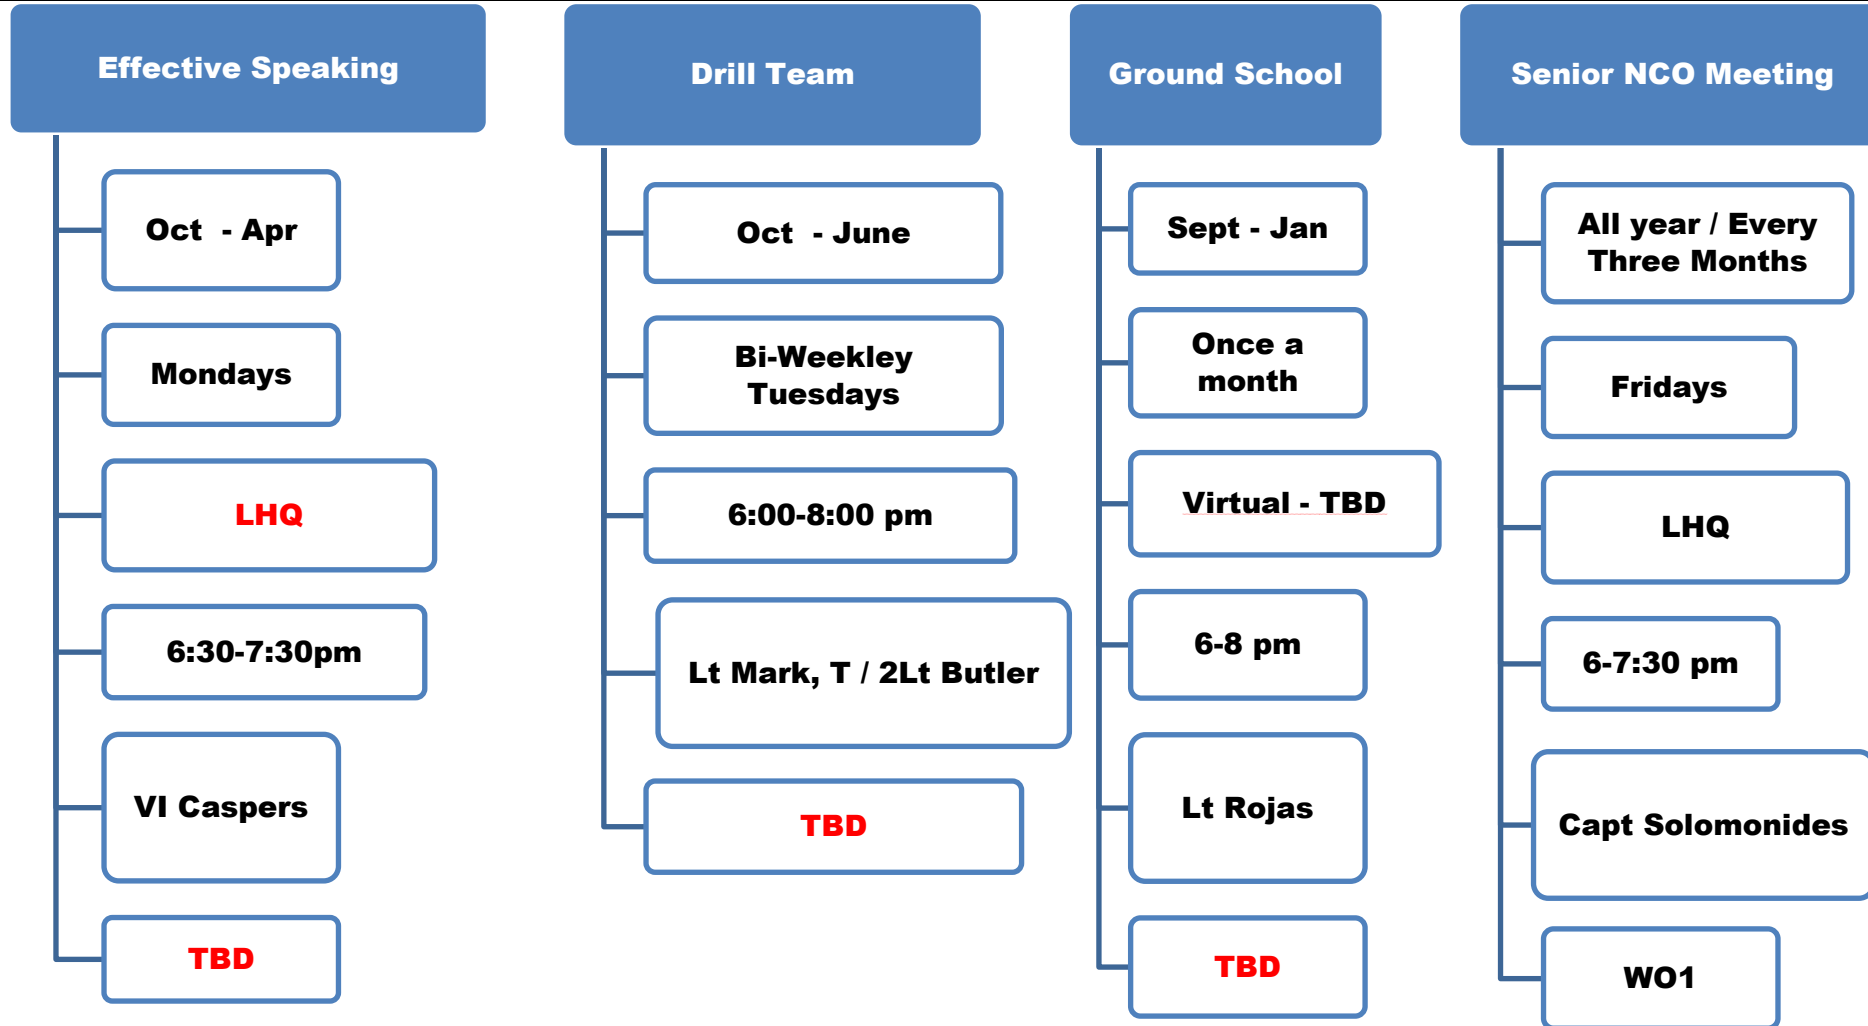 Effective Speaking
Oct  - Apr
Mondays
LHQ
6:30-7:30pm
VI Caspers
TBD
Drill Team
Oct  - June
Bi-Weekley
Tuesdays
6:00-8:00 pm
Lt Mark, T / 2Lt Butler
TBD
Ground School
Sept - Jan
Once a
month
Virtual - TBD
6-8 pm
Lt Rojas
TBD
Senior NCO Meeting
All year / Every
Three Months
Fridays
LHQ
6-7:30 pm
Capt Solomonides
WO1